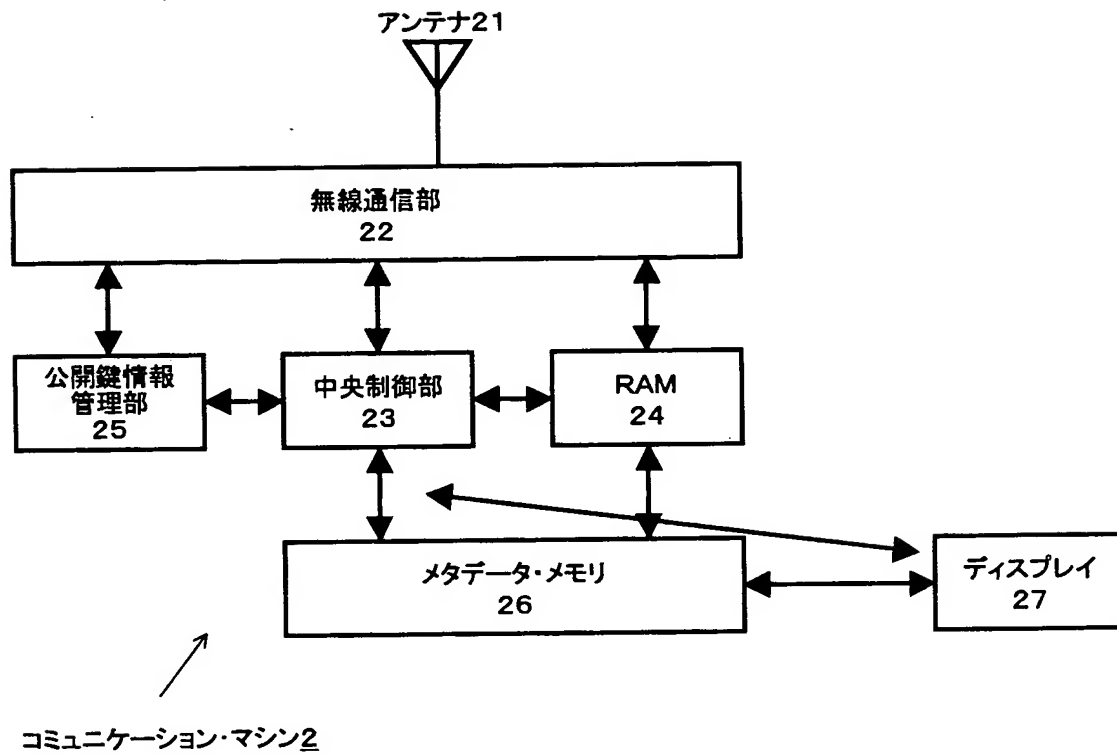 アンテナ21
無線通信部
22
公開鍵情報
管理部
25
中央制御部
23
RAM
24
メタデータ・メモリ
26
ディスプレイ
27
コミュニケーション・マシン2